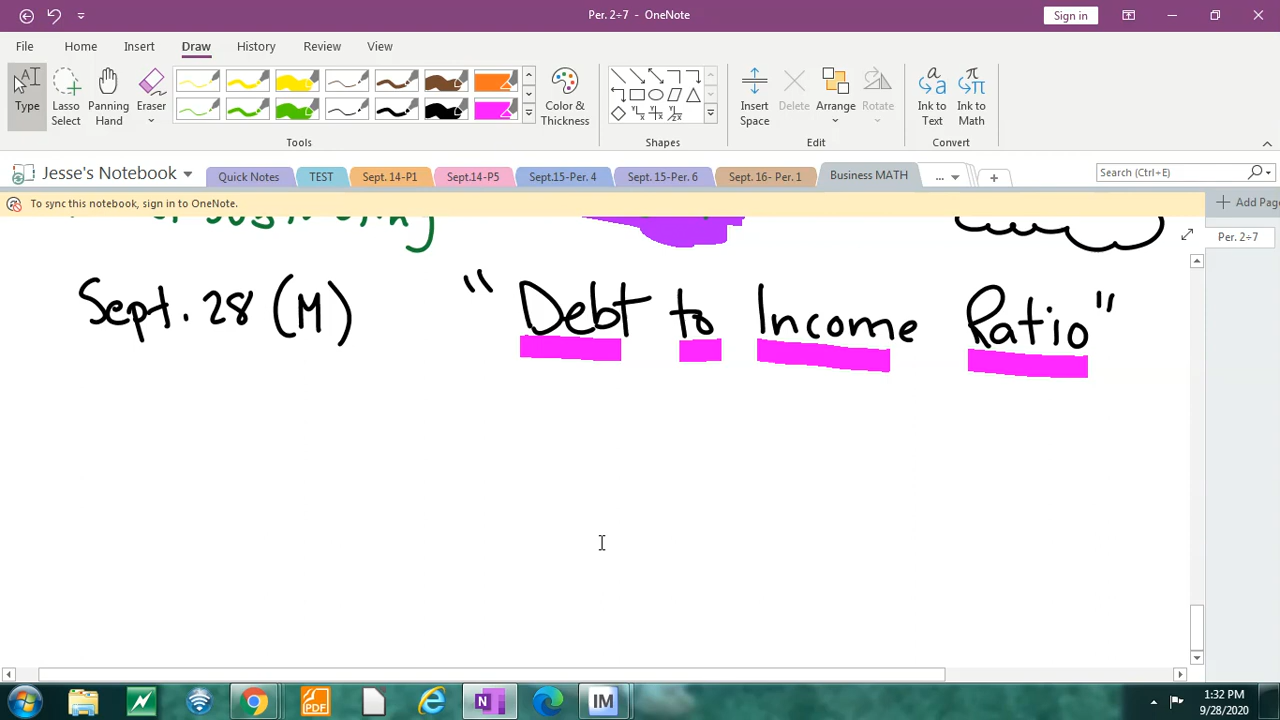 Per. 2÷7 - OneNote
Sign in
File Home Insert Draw History Review View
Type
Lasso Select
Panning Hand
Eraser
Color & Thickness
Insert Space
Delete
Arrange
Rotate
Ink to Text
Ink to Math
Tools
Shapes
Edit
Convert
Jesse's Notebook
Quick Notes
TEST
Sept. 14-P1
Sept.14-P5
Sept.15-Per. 4
Sept. 15-Per. 6
Sept. 16- Per. 1
Business MATH
...
Search (Ctrl+E)
To sync this notebook, sign in to OneNote.
Add Pag
Per. 2÷7
Sept. 28 (M) "Debt to Income Ratio"
PDF
IM
1:32 PM
9/28/2020